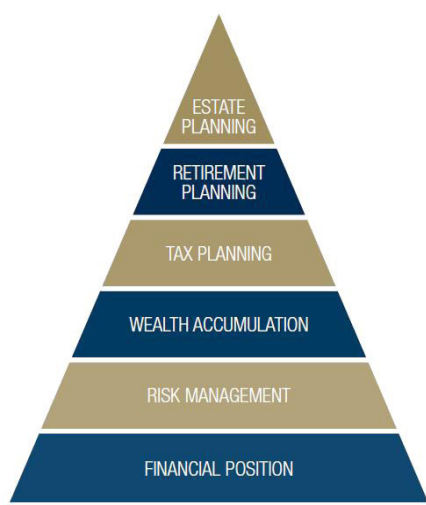 ESTATE
PLANNING
RETIREMENT
PLANNING
TAX PLANNING
WEALTH ACCUMULATION
RISK MANAGEMENT
FINANCIAL POSITION